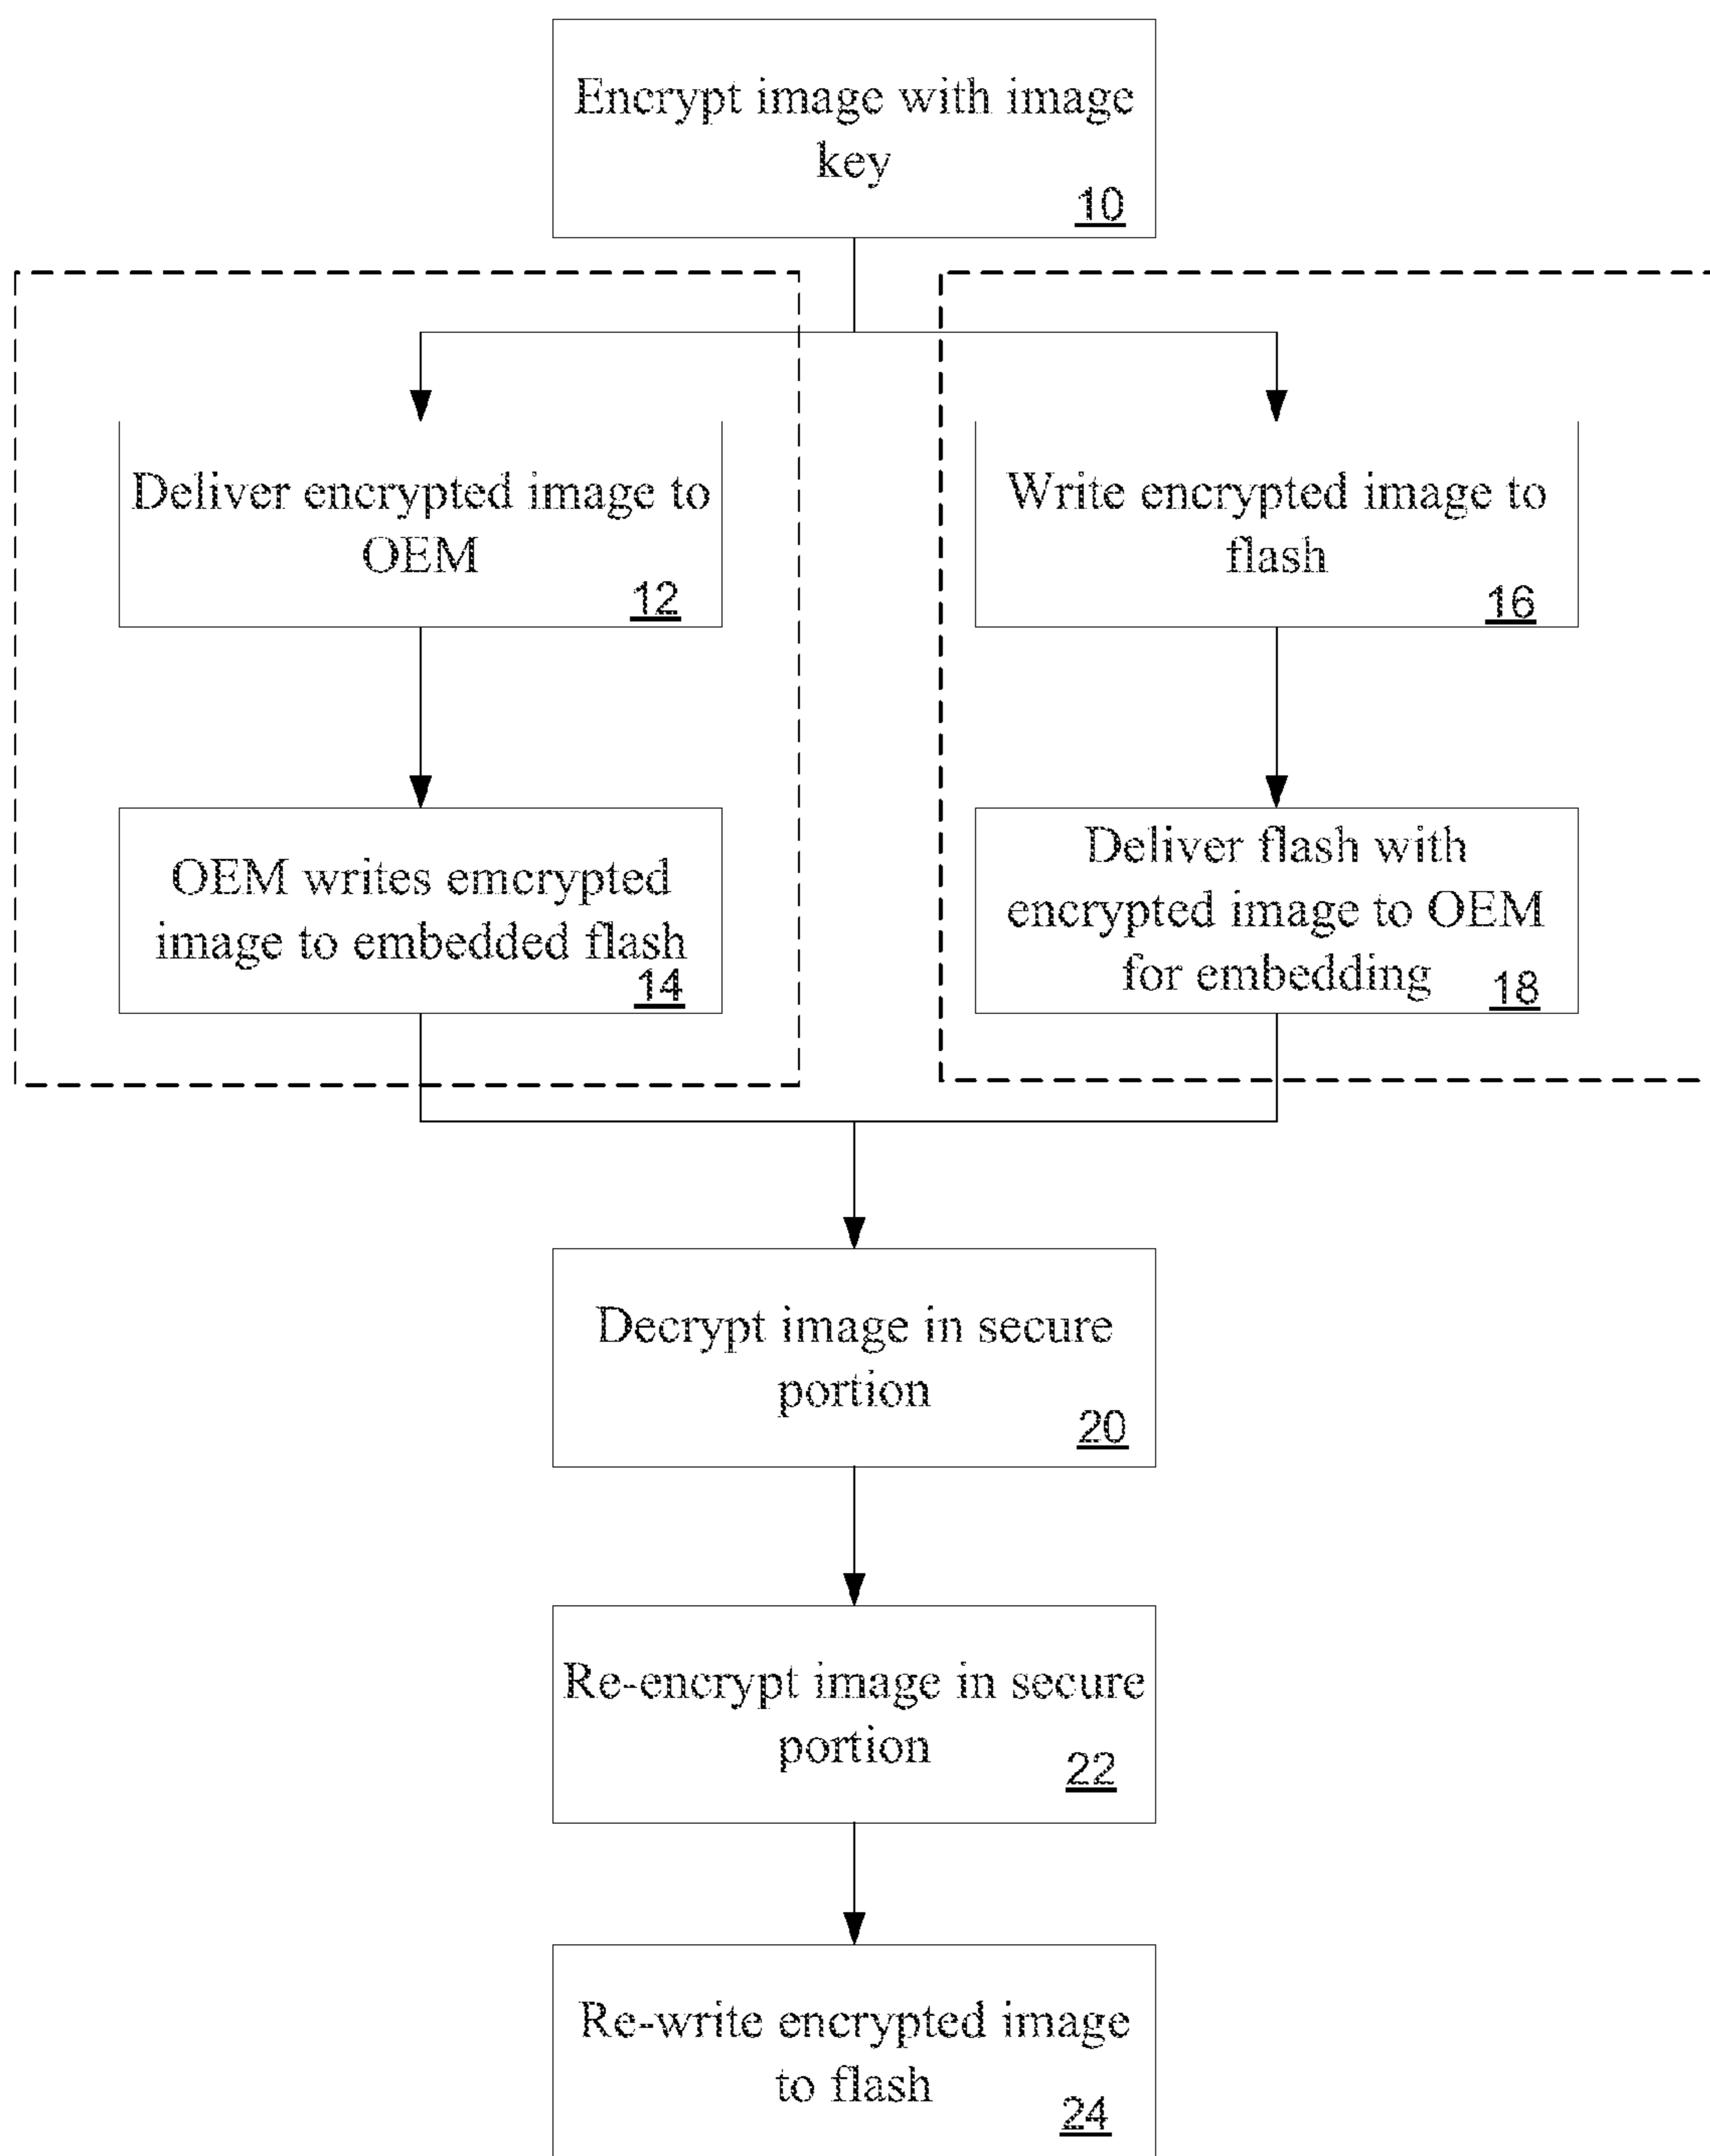 Encrypt image with image
key
10
Deliver encrypted image to
OEM
12
Write encrypted image to
flash
16
OEM writes emcrypted
image to embedded flash
14
Deliver flash with
encrypted image to OEM
for embedding
18
Decrypt image in secure
portion
20
Re-encrypt image in secure
portion
22
Re-write encrypted image
to flash
24